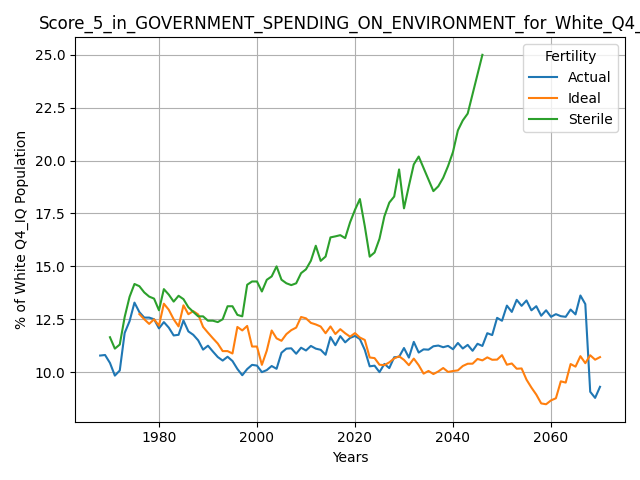 Score_5_in_GOVERNMENT_SPENDING_ON_ENVIRONMENT_for_White_Q4_
Fertility
Actual
Ideal
Sterile
% of White Q4_IQ Population
25.0
22.5
20.0
17.5
15.0
12.5
10.0
1980
2000
2020
2040
2060
Years